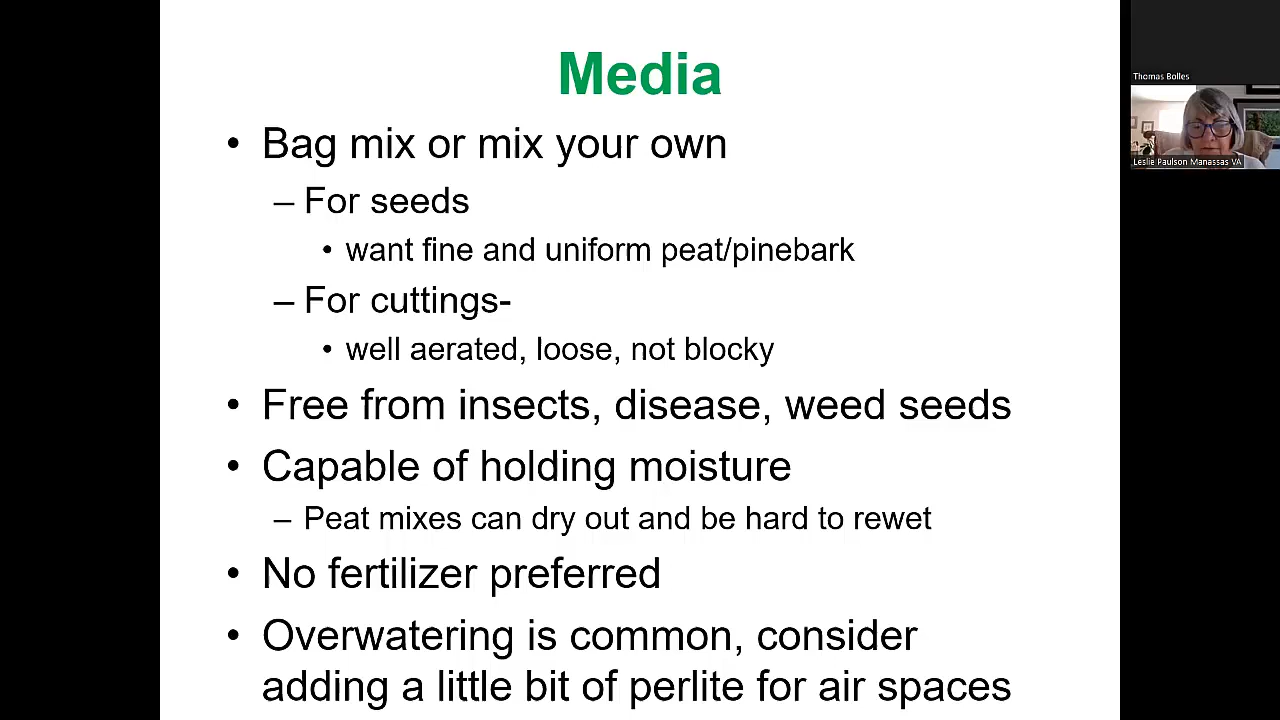 Media
• Bag mix or mix your own
– For seeds
• want fine and uniform peat/pinebark
– For cuttings-
• well aerated, loose, not blocky
• Free from insects, disease, weed seeds
• Capable of holding moisture
– Peat mixes can dry out and be hard to rewet
• No fertilizer preferred
• Overwatering is common, consider
adding a little bit of perlite for air spaces
Thomas Bolles
Leslie Paulson Manassas VA